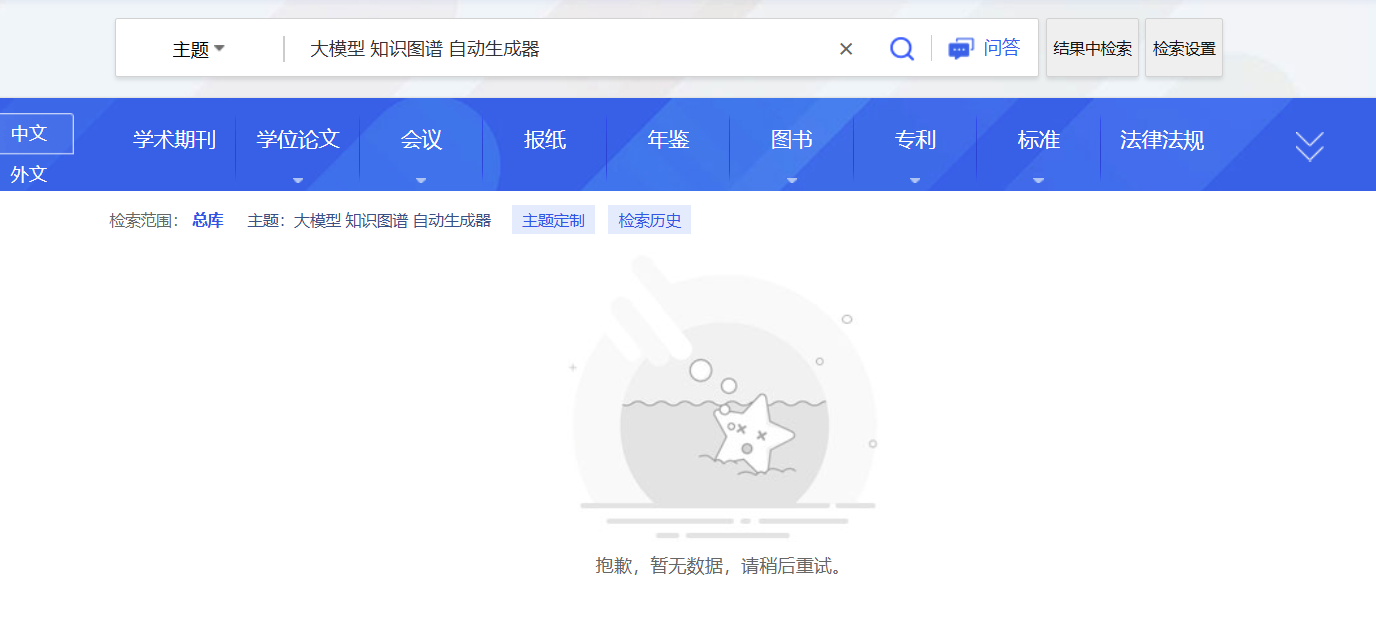 主题 大模型 知识图谱 自动生成器 × 问答 结果中检索 检索设置
中文 学术期刊 学位论文 会议 报纸 年鉴 图书 专利 标准 法律法规
外文
检索范围： 总库 主题：大模型 知识图谱 自动生成器 主题定制 检索历史
抱歉，暂无数据，请稍后重试。